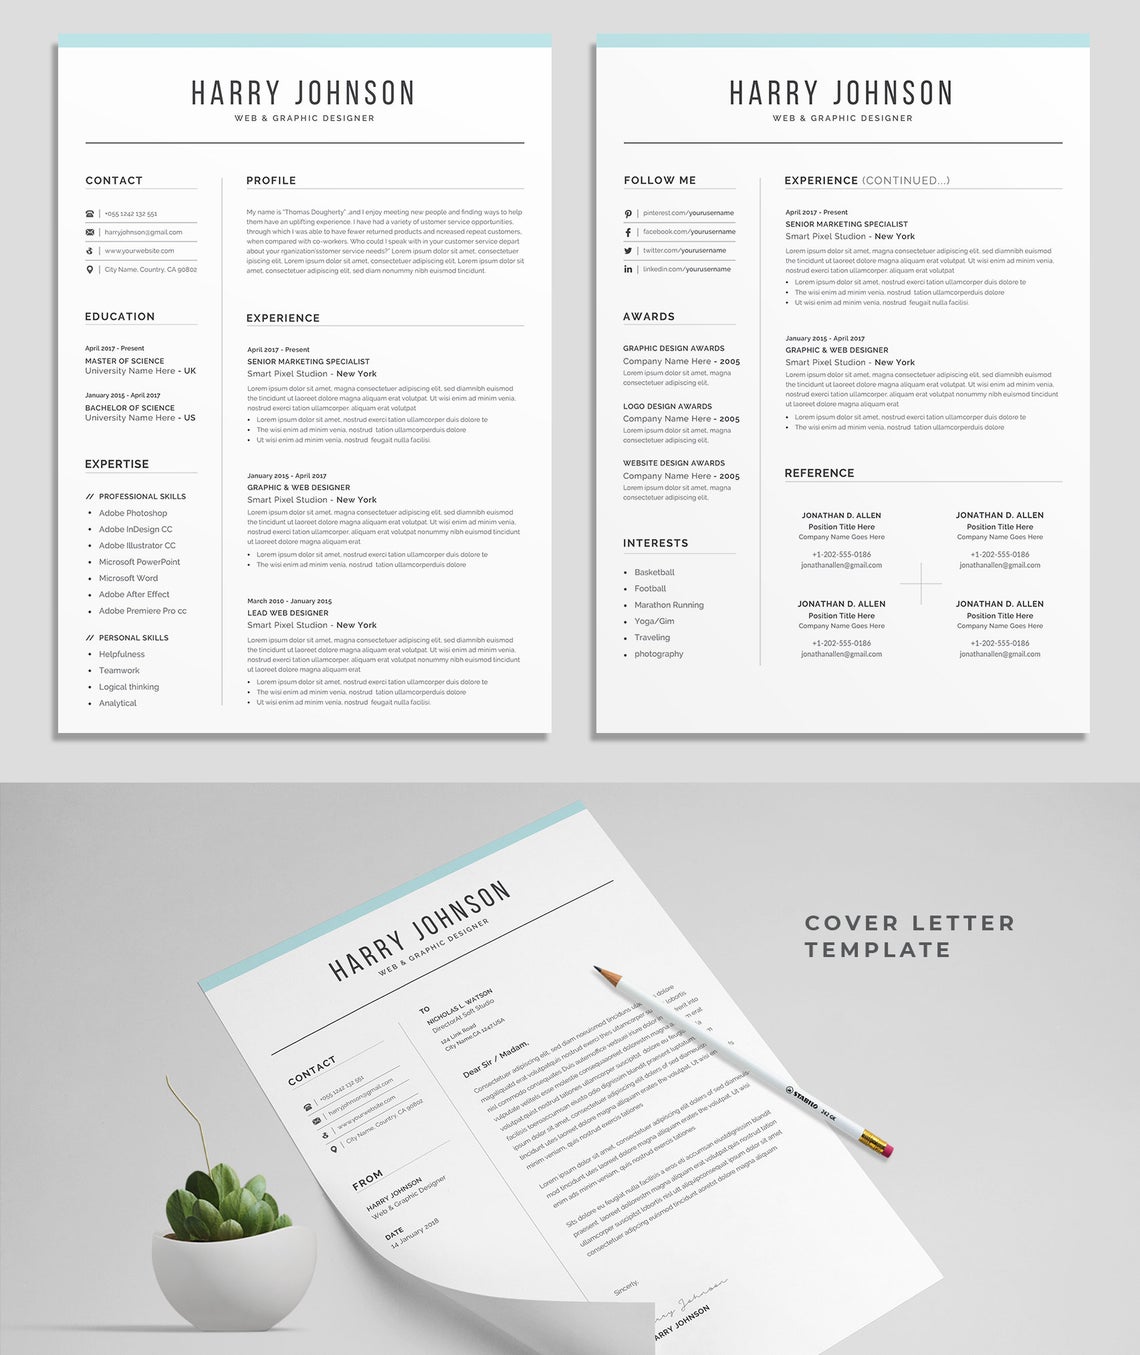 HARRY JOHNSON
WEB & GRAPHIC DESIGNER
CONTACT
+055 1242 132 551
harryjohnson@gmail.com
www.yourwebsite.com
City Name, Country, CA 90802
EDUCATION
April 2017 - Present
MASTER OF SCIENCE
University Name Here - UK
January 2015 - April 2017
BACHELOR OF SCIENCE
University Name Here - US
EXPERTISE
// PROFESSIONAL SKILLS
• Adobe Photoshop
• Adobe InDesign CC
• Adobe Illustrator CC
• Microsoft PowerPoint
• Microsoft Word
• Adobe After Effect
• Adobe Premiere Pro cc
// PERSONAL SKILLS
• Helpfulness
• Teamwork
• Logical thinking
• Analytical
PROFILE
My name is "Thomas Dougherty" ,and I enjoy meeting new people and finding ways to help
them have an uplifting experience. I have had a variety of ustomer service opportunities,
through which I was able to have fewer returned products and ncreased repeat customers,
when compared with co-workers. Who could I speak with in your customer service depart
about your rganization'sstomer service needs?" Lorem ipsum dolor sit amet, consectetuer
ipiscing elit, Lorem ipsum dolor sit amet, consectetuer adipiscing elit, Lorem ipsum dolor sit
amet, consectetuer adipiscing elit, sed diam nonummy nibh euismod tincidunt.
EXPERIENCE
April 2017 - Present
SENIOR MARKETING SPECIALIST
Smart Pixel Studion - New York
Lorem ipsum dolor sit amet, magna consectetuer adipiscing elit, sed diamnibh euismod
the tincidunt ut laoreet dolore magna aliquam erat volutpat. Ut wisi enim ad minim venia,
nostrud exerci tation ullamcorper. aliquam erat volutpat
• Lorem ipsum dolor sit amet, nostrud exerci tation ullamcorper duis dolore te
• The wisi enim ad minim venia, nostrud tation ullamcorperduis dolore
• Ut wisi enim ad minim venia, nostrud feugait nulla facilisi.
January 2015 - April 2017
GRAPHIC & WEB DESIGNER
Smart Pixel Studion - New York
Lorem ipsum dolor sit amet, magna consectetuer adipiscing elit, sed diamnibh euismod
the tincidunt ut laoreet dolore magna aliquam erat volutpat. Ut wisi enim ad minim venia,
nostrud exerci tation ullamcorper. aliquam erat volutpat nonummy nibh euismod tincidunt
ut laoreet dolore magna aliquam erat
• Lorem ipsum dolor sit amet, nostrud exerci tation ullamcorper duis dolore te
• The wisi enim ad minim venia, nostrud tation ullamcorperduis dolore
March 2010 - January 2015
LEAD WEB DESIGNER
Smart Pixel Studion - New York
Lorem ipsum dolor sit amet, magna consectetuer adipiscing elit, sed diamnibh euismod
the tincidunt ut laoreet dolore magna aliquam erat volutpat. Ut wisi enim ad minim venia,
nostrud exerci tation ullamcorper. aliquam erat volutpat nonummy nibh euismod tincidunt
ut laoreet dolore magna aliquam erat
• Lorem ipsum dolor sit amet, nostrud exerci tation ullamcorper duis dolore te
• The wisi enim ad minim venia, nostrud tation ullamcorperduis dolore
• Ut wisi enim ad minim venia, nostrud feugait nulla facilisi.
HARRY JOHNSON
WEB & GRAPHIC DESIGNER
FOLLOW ME
pinterest.com/yourusername
facebook.com/yourusername
twitter.com/yourusername
linkedin.com/yourusername
AWARDS
GRAPHIC DESIGN AWARDS
Company Name Here - 2005
Lorem ipsum dolor sit amet, magna
consectetuer adipiscing elit,
LOGO DESIGN AWARDS
Company Name Here - 2005
Lorem ipsum dolor sit amet, magna
consectetuer adipiscing elit,
WEBSITE DESIGN AWARDS
Company Name Here - 2005
Lorem ipsum dolor sit amet, magna
consectetuer adipiscing elit,
INTERESTS
• Basketball
• Football
• Marathon Running
• Yoga/Gim
• Traveling
• photography
EXPERIENCE (CONTINUED...)
April 2017 - Present
SENIOR MARKETING SPECIALIST
Smart Pixel Studion - New York
Lorem ipsum dolor sit amet, magna consectetuer adipiscing elit, sed diamnibh euismod
the tincidunt ut laoreet dolore magna aliquam erat volutpat. Ut wisi enim ad minim venia,
nostrud exerci tation ullamcorper. aliquam erat volutpat
• Lorem ipsum dolor sit amet, nostrud exerci tation ullamcorper duis dolore te
• The wisi enim ad minim venia, nostrud tation ullamcorperduis dolore
• Ut wisi enim ad minim venia, nostrud feugait nulla facilisi.
January 2015 - April 2017
GRAPHIC & WEB DESIGNER
Smart Pixel Studion - New York
Lorem ipsum dolor sit amet, magna consectetuer adipiscing elit, sed diamnibh euismod
the tincidunt ut laoreet dolore magna aliquam erat volutpat. Ut wisi enim ad minim venia,
nostrud exerci tation ullamcorper. aliquam erat volutpat nonummy nibh euismod tincidunt
ut laoreet dolore magna aliquam erat
• Lorem ipsum dolor sit amet, nostrud exerci tation ullamcorper duis dolore te
• The wisi enim ad minim venia, nostrud tation ullamcorperduis dolore
REFERENCE
JONATHAN D. ALLEN
Position Title Here
Company Name Goes Here
+1-202-555-0186
jonathanallen@gmail.com
JONATHAN D. ALLEN
Position Title Here
Company Name Goes Here
+1-202-555-0186
jonathanallen@gmail.com
JONATHAN D. ALLEN
Position Title Here
Company Name Goes Here
+1-202-555-0186
jonathanallen@gmail.com
JONATHAN D. ALLEN
Position Title Here
Company Name Goes Here
+1-202-555-0186
jonathanallen@gmail.com
COVER LETTER
TEMPLATE
HARRY JOHNSON
WEB & GRAPHIC DESIGNER
CONTACT
+055 1242 132 551
harryjohnson@gmail.com
www.yourwebsite.com
City Name, Country, CA 90802
FROM
HARRY JOHNSON
Web & Graphic Designer
DATE
14 January 2018
TO
NICHOLAS L. WATSON
DirectorAt Soft Studio
124 Link Road
City Name,CA 1247,USA
Dear Sir / Madam,
Sincerely,
HARRY JOHNSON
STABILO